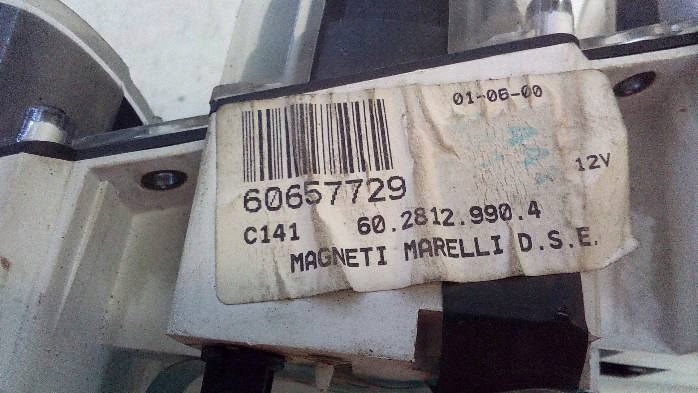 01-06-00
12V
60657729
C141 60.2812.990.4
MAGNETI MARELLI D.S.E.